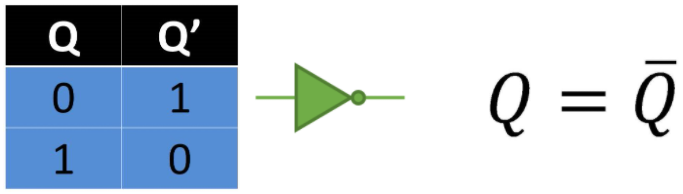 Q Q’
0 1
1 0
Q = Q̅